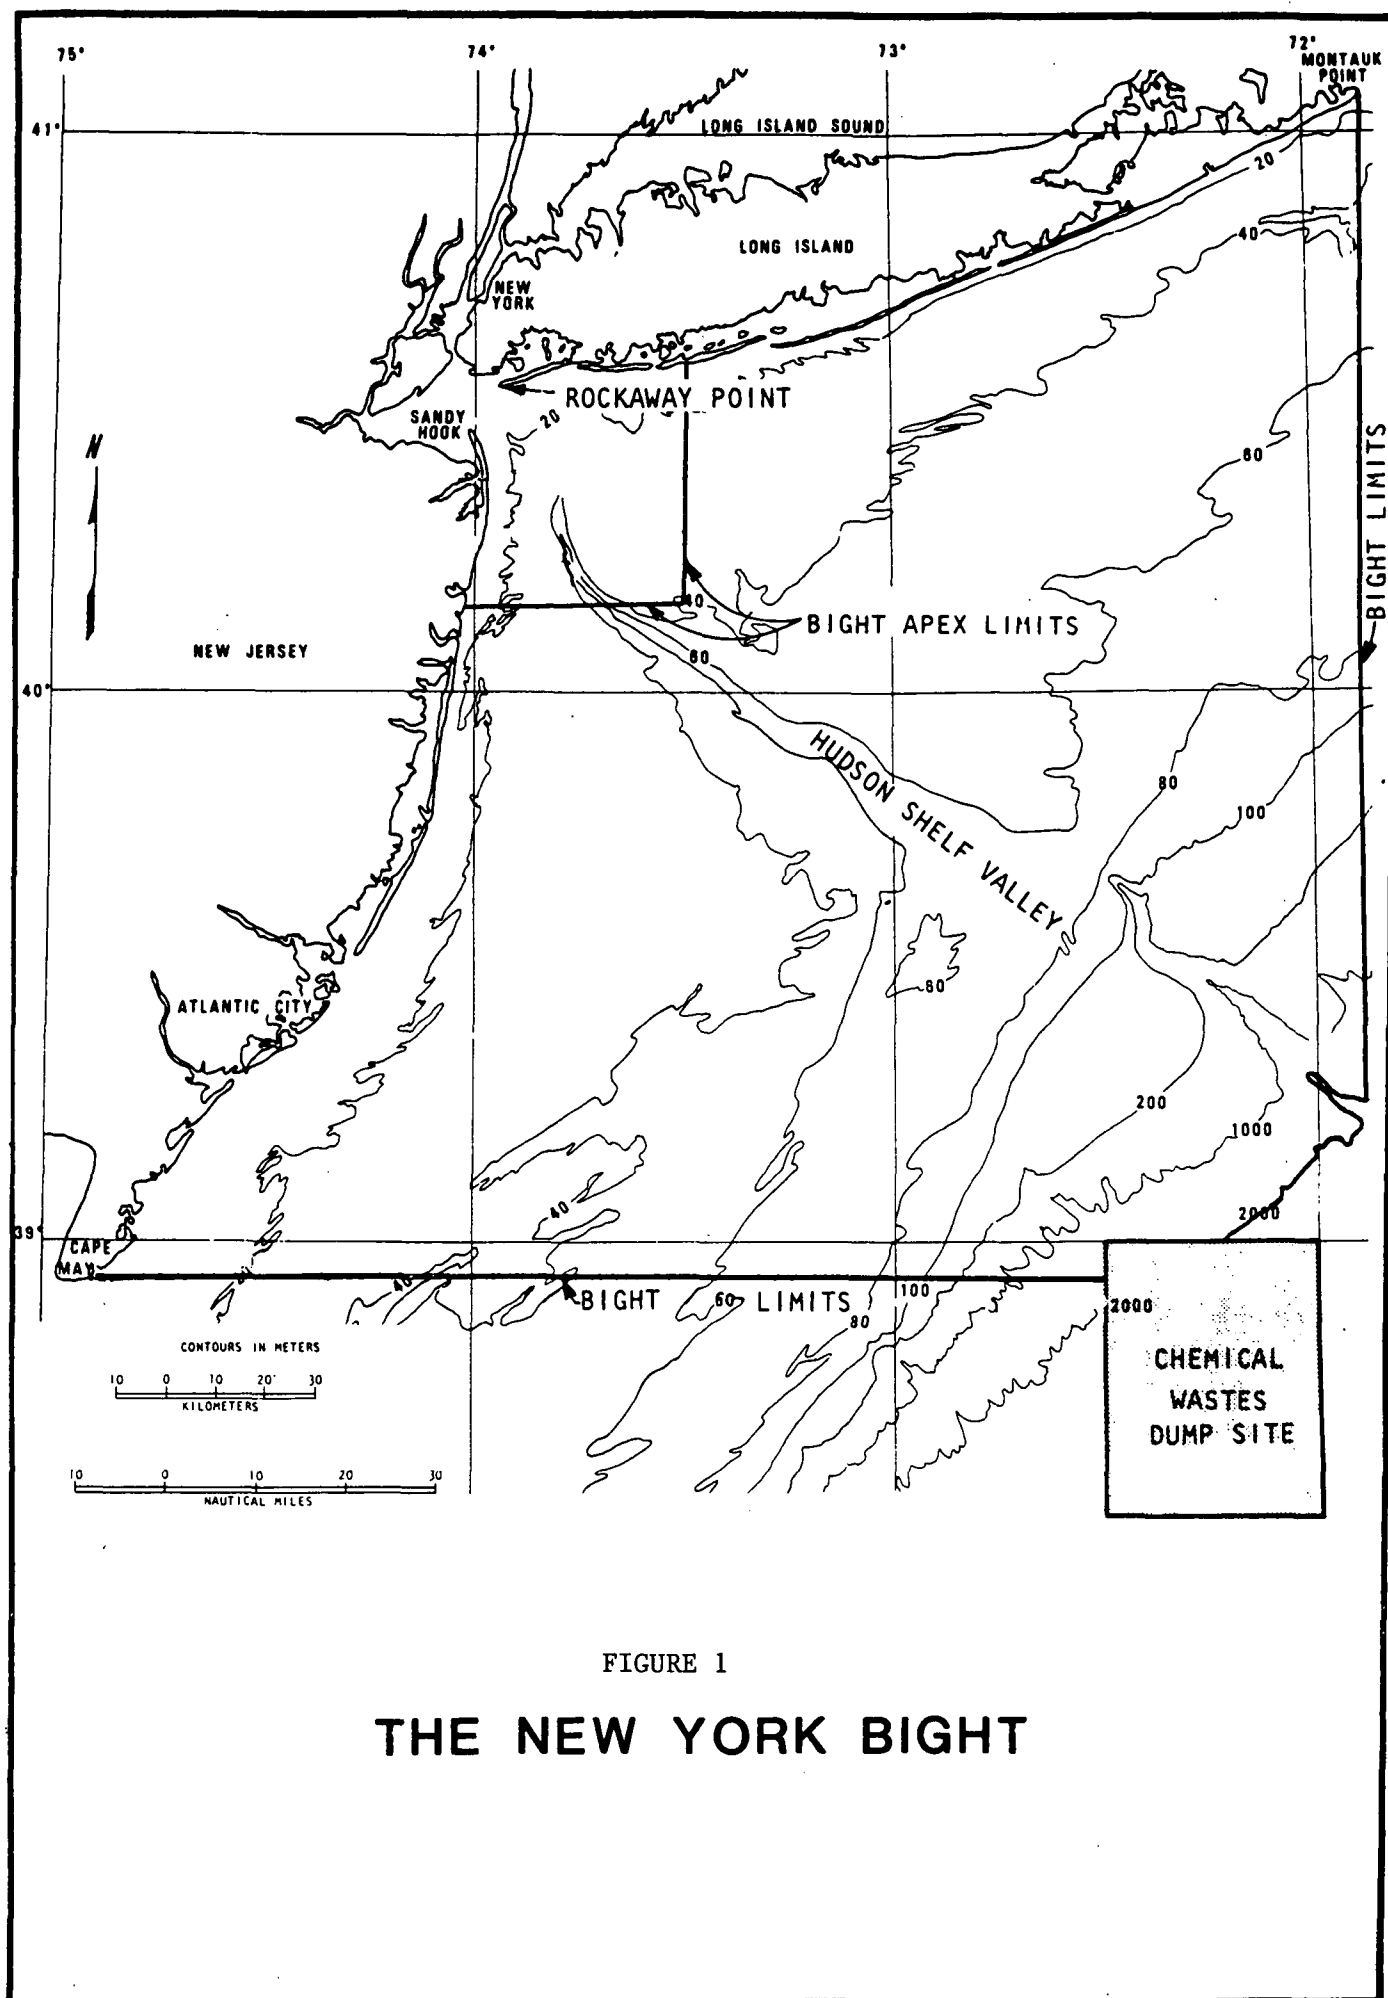 75°
74°
73°
72°
MONTAUK
POINT
41°
LONG ISLAND SOUND
20
40
LONG ISLAND
NEW
YORK
ROCKAWAY POINT
SANDY
HOOK
20
N
60
BIGHT LIMITS
40
BIGHT APEX LIMITS
60
NEW JERSEY
40°
HUDSON SHELF VALLEY
80
100
60
ATLANTIC CITY
200
1000
40
2000
39°
CAPE
MAY
40
BIGHT LIMITS
60
80
100
2000
CONTOURS IN METERS
10 0 10 20 30
KILOMETERS
10 0 10 20 30
NAUTICAL MILES
CHEMICAL
WASTES
DUMP SITE
FIGURE 1
THE NEW YORK BIGHT